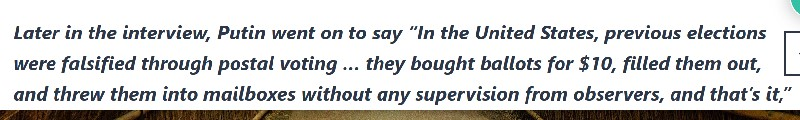 Later in the interview, Putin went on to say “In the United States, previous elections
were falsified through postal voting ... they bought ballots for $10, filled them out,
and threw them into mailboxes without any supervision from observers, and that’s it,”